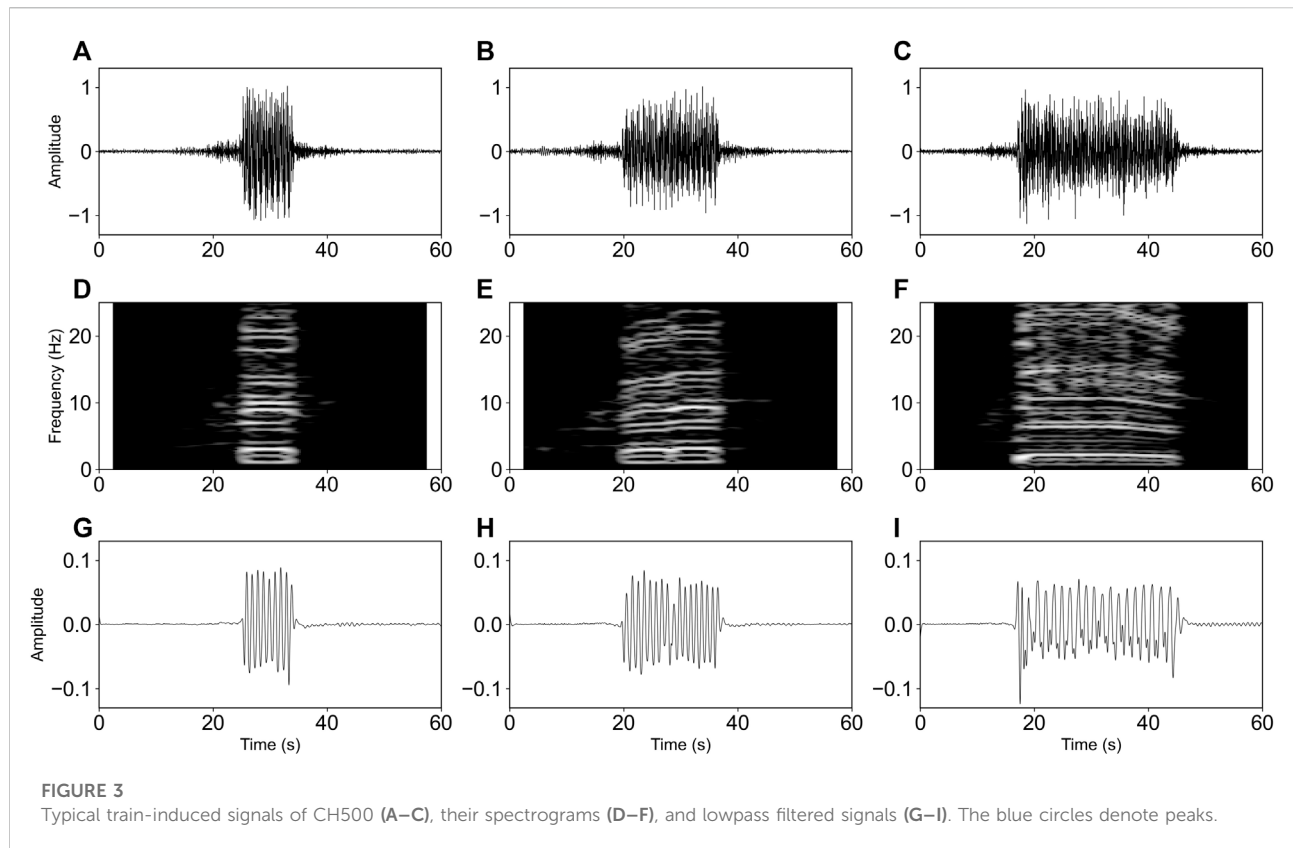 A B C
1 1 1
0 0 0
−1 −1 −1
Amplitude
0 20 40 60 0 20 40 60 0 20 40 60
D E F
20 20 20
10 10 10
0 0 0
Frequency (Hz)
0 20 40 60 0 20 40 60 0 20 40 60
G H I
0.1 0.1 0.1
0.0 0.0 0.0
−0.1 −0.1 −0.1
Amplitude
0 20 40 60 0 20 40 60 0 20 40 60
Time (s) Time (s) Time (s)
FIGURE 3
Typical train-induced signals of CH500 (A–C), their spectrograms (D–F), and lowpass filtered signals (G–I). The blue circles denote peaks.